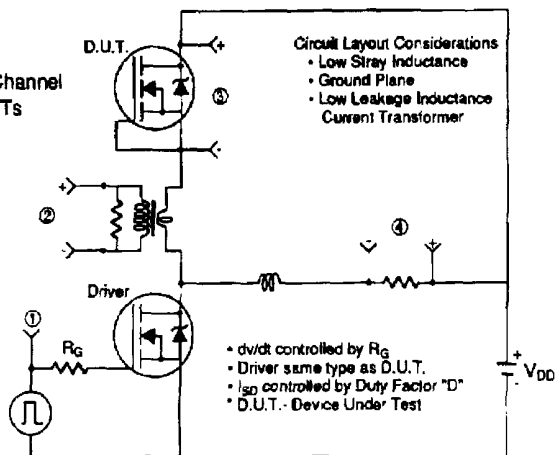 D.U.T.
+
Circuit Layout Considerations
• Low Stray Inductance
• Ground Plane
• Low Leakage Inductance
Current Transformer
Channel
Ts
③
-
+
②
-
④
-
+
Driver
①
RG
• dv/dt controlled by RG
• Driver same type as D.U.T.
• ISD controlled by Duty Factor "D"
• D.U.T.- Device Under Test
+
VDD
-